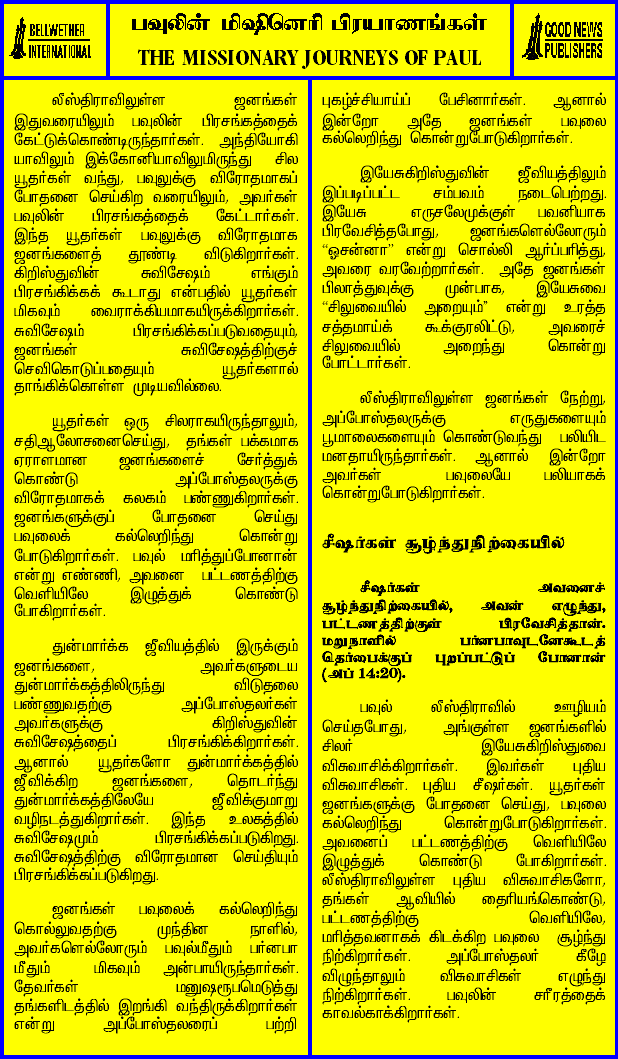 BELLWETHER
INTERNATIONAL
பவுலின் மிஷினெரி பிரயாணங்கள்
THE MISSIONARY JOURNEYS OF PAUL
GOOD NEWS
PUBLISHERS
லீஸ்திராவிலுள்ள ஜனங்கள்
இதுவரையிலும் பவுலின் பிரசங்கத்தைக்
கேட்டுக்கொண்டிருந்தார்கள். அந்தியோகி
யாவிலும் இக்கோனியாவிலுமிருந்து சில
யூதர்கள் வந்து, பவுலுக்கு விரோதமாகப்
போதனை செய்கிற வரையிலும், அவர்கள்
பவுலின் பிரசங்கத்தைக் கேட்டார்கள்.
இந்த யூதர்கள் பவுலுக்கு விரோதமாக
ஜனங்களைத் தூண்டி விடுகிறார்கள்.
கிறிஸ்துவின் சுவிசேஷம் எங்கும்
பிரசங்கிக்கக் கூடாது என்பதில் யூதர்கள்
மிகவும் வைராக்கியமாகயிருக்கிறார்கள்.
சுவிசேஷம் பிரசங்கிக்கப்படுவதையும்,
ஜனங்கள் சுவிசேஷத்திற்குச்
செவிகொடுப்பதையும் யூதர்களால்
தாங்கிக்கொள்ள முடியவில்லை.
யூதர்கள் ஒரு சிலராகயிருந்தாலும்,
சதிஆலோசனைசெய்து, தங்கள் பக்கமாக
ஏராளமான ஜனங்களைச் சேர்த்துக்
கொண்டு அப்போஸ்தலருக்கு
விரோதமாகக் கலகம் பண்ணுகிறார்கள்.
ஜனங்களுக்குப் போதனை செய்து
பவுலைக் கல்லெறிந்து கொன்று
போடுகிறார்கள். பவுல் மரித்துப்போனான்
என்று எண்ணி, அவனை பட்டணத்திற்கு
வெளியிலே இழுத்துக் கொண்டு
போகிறார்கள்.
துன்மார்க்க ஜீவியத்தில் இருக்கும்
ஜனங்களை, அவர்களுடைய
துன்மார்க்கத்திலிருந்து விடுதலை
பண்ணுவதற்கு அப்போஸ்தலர்கள்
அவர்களுக்கு கிறிஸ்துவின்
சுவிசேஷத்தைப் பிரசங்கிக்கிறார்கள்.
ஆனால் யூதர்களோ துன்மார்க்கத்தில்
ஜீவிக்கிற ஜனங்களை, தொடர்ந்து
துன்மார்க்கத்திலேயே ஜீவிக்குமாறு
வழிநடத்துகிறார்கள். இந்த உலகத்தில்
சுவிசேஷமும் பிரசங்கிக்கப்படுகிறது.
சுவிசேஷத்திற்கு விரோதமான செய்தியும்
பிரசங்கிக்கப்படுகிறது.
ஜனங்கள் பவுலைக் கல்லெறிந்து
கொல்லுவதற்கு முந்தின நாளில்,
அவர்களெல்லோரும் பவுல்மீதும் பர்னபா
மீதும் மிகவும் அன்பாயிருந்தார்கள்.
தேவர்கள் மனுஷரூபமெடுத்து
தங்களிடத்தில் இறங்கி வந்திருக்கிறார்கள்
என்று அப்போஸ்தலரைப் பற்றி
புகழ்ச்சியாய்ப் பேசினார்கள். ஆனால்
இன்றோ அதே ஜனங்கள் பவுலை
கல்லெறிந்து கொன்றுபோடுகிறார்கள்.
இயேசுகிறிஸ்துவின் ஜீவியத்திலும்
இப்படிப்பட்ட சம்பவம் நடைபெற்றது.
இயேசு எருசலேமுக்குள் பவனியாக
பிரவேசித்தபோது, ஜனங்களெல்லோரும்
“ஓசன்னா” என்று சொல்லி ஆர்ப்பரித்து,
அவரை வரவேற்றார்கள். அதே ஜனங்கள்
பிலாத்துவுக்கு முன்பாக, இயேசுவை
“சிலுவையில் அறையும்” என்று உரத்த
சத்தமாய்க் கூக்குரலிட்டு, அவரைச்
சிலுவையில் அறைந்து கொன்று
போட்டார்கள்.
லீஸ்திராவிலுள்ள ஜனங்கள் நேற்று,
அப்போஸ்தலருக்கு எருதுகளையும்
பூமாலைகளையும் கொண்டுவந்து பலியிட
மனதாயிருந்தார்கள். ஆனால் இன்றோ
அவர்கள் பவுலையே பலியாகக்
கொன்றுபோடுகிறார்கள்.
சீஷர்கள் சூழ்ந்துநிற்கையில்
சீஷர்கள் அவனைச்
சூழ்ந்துநிற்கையில், அவன் எழுந்து,
பட்டணத்திற்குள் பிரவேசித்தான்.
மறுநாளில் பர்னபாவுடனேகூடத்
தெர்பைக்குப் புறப்பட்டுப் போனான்
(அப் 14:20).
பவுல் லீஸ்திராவில் ஊழியம்
செய்தபோது, அங்குள்ள ஜனங்களில்
சிலர் இயேசுகிறிஸ்துவை
விசுவாசிக்கிறார்கள். இவர்கள் புதிய
விசுவாசிகள். புதிய சீஷர்கள். யூதர்கள்
ஜனங்களுக்கு போதனை செய்து, பவுலை
கல்லெறிந்து கொன்றுபோடுகிறார்கள்.
அவனைப் பட்டணத்திற்கு வெளியிலே
இழுத்துக் கொண்டு போகிறார்கள்.
லீஸ்திராவிலுள்ள புதிய விசுவாசிகளோ,
தங்கள் ஆவியில் தைரியங்கொண்டு,
பட்டணத்திற்கு வெளியிலே,
மரித்தவனாகக் கிடக்கிற பவுலை சூழ்ந்து
நிற்கிறார்கள். அப்போஸ்தலர் கீழே
விழுந்தாலும் விசுவாசிகள் எழுந்து
நிற்கிறார்கள். பவுலின் சரீரத்தைக்
காவல்காக்கிறார்கள்.